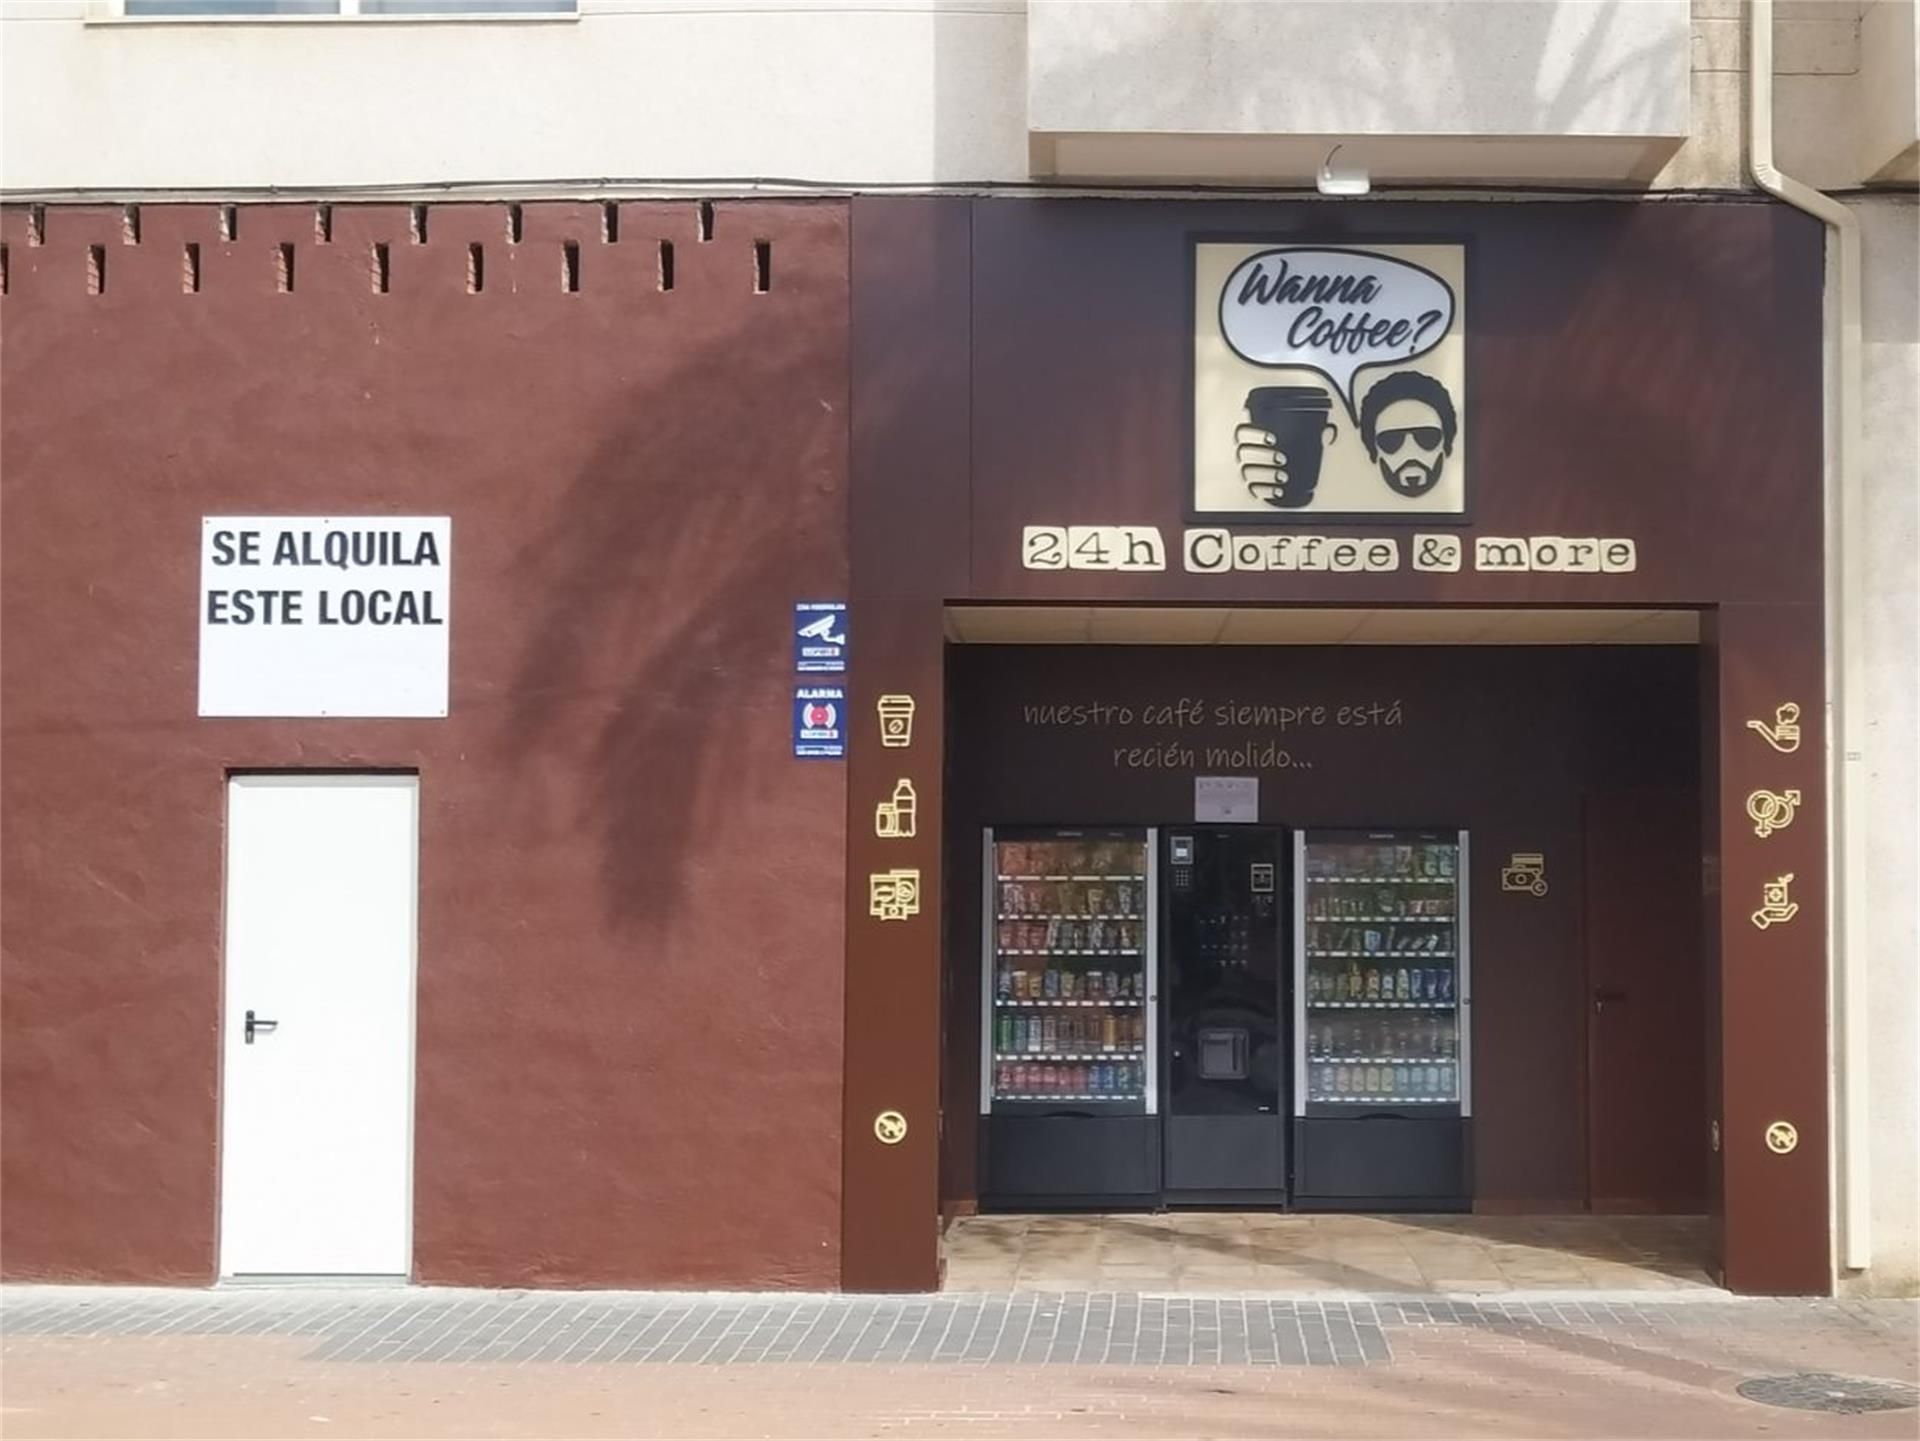 SE ALQUILA
ESTE LOCAL
ALARMA
Wanna
Coffee?
24h Coffee & more
nuestro café siempre está
recién molido...